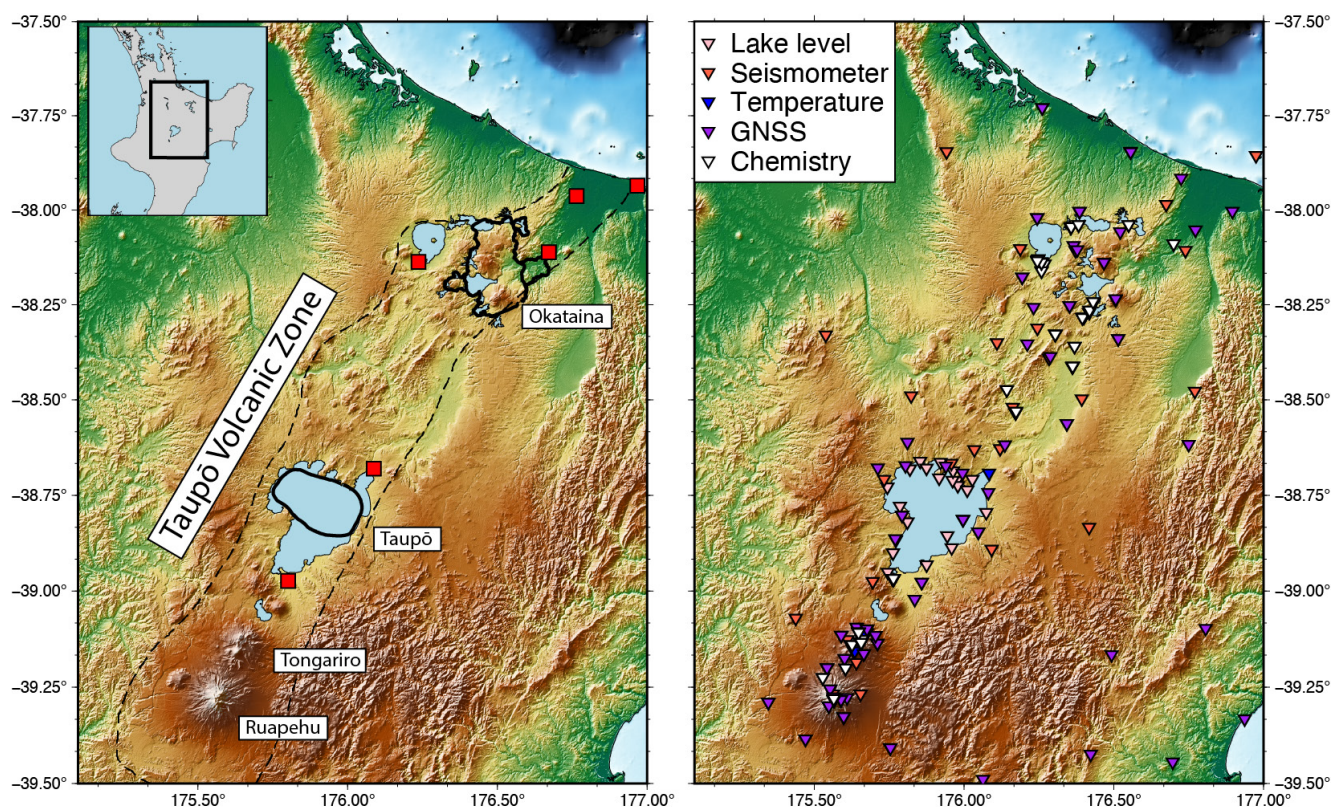 −37.50°
−37.75°
−38.00°
−38.25°
−38.50°
−38.75°
−39.00°
−39.25°
−39.50°
175.50°
176.00°
176.50°
177.00°
Taupō Volcanic Zone
Okataina
Taupō
Tongariro
Ruapehu
Lake level
Seismometer
Temperature
GNSS
Chemistry
175.50°
176.00°
176.50°
177.00°
−37.50°
−37.75°
−38.00°
−38.25°
−38.50°
−38.75°
−39.00°
−39.25°
−39.50°